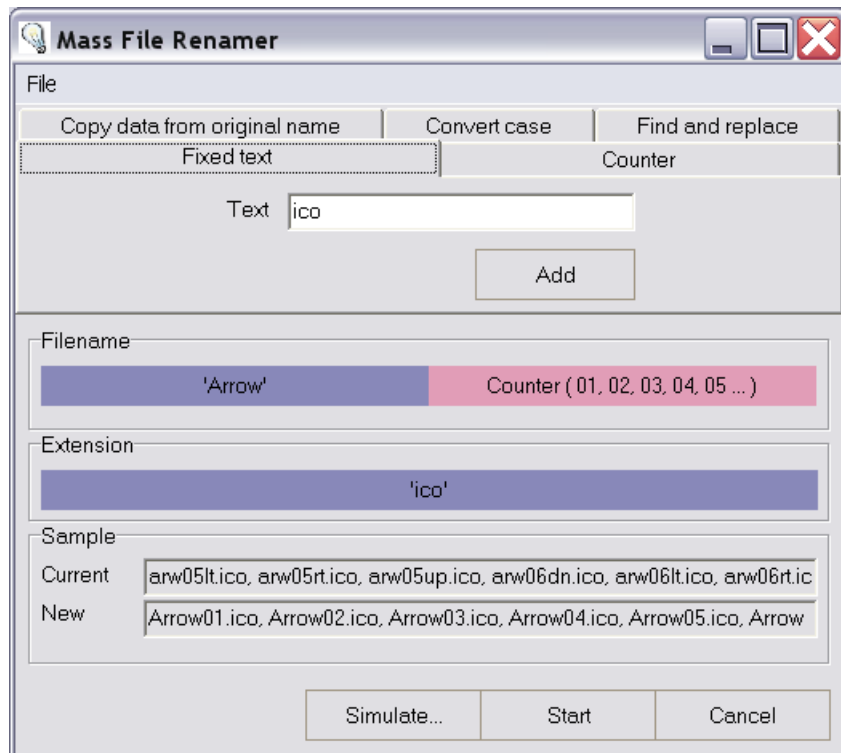 Mass File Renamer
File
Copy data from original name Convert case Find and replace
Fixed text Counter
Text ico
Add
Filename
'Arrow' Counter ( 01, 02, 03, 04, 05 ... )
Extension
'ico'
Sample
Current arw05lt.ico, arw05rt.ico, arw05up.ico, arw06dn.ico, arw06lt.ico, arw06rt.ic
New Arrow01.ico, Arrow02.ico, Arrow03.ico, Arrow04.ico, Arrow05.ico, Arrow
Simulate... Start Cancel